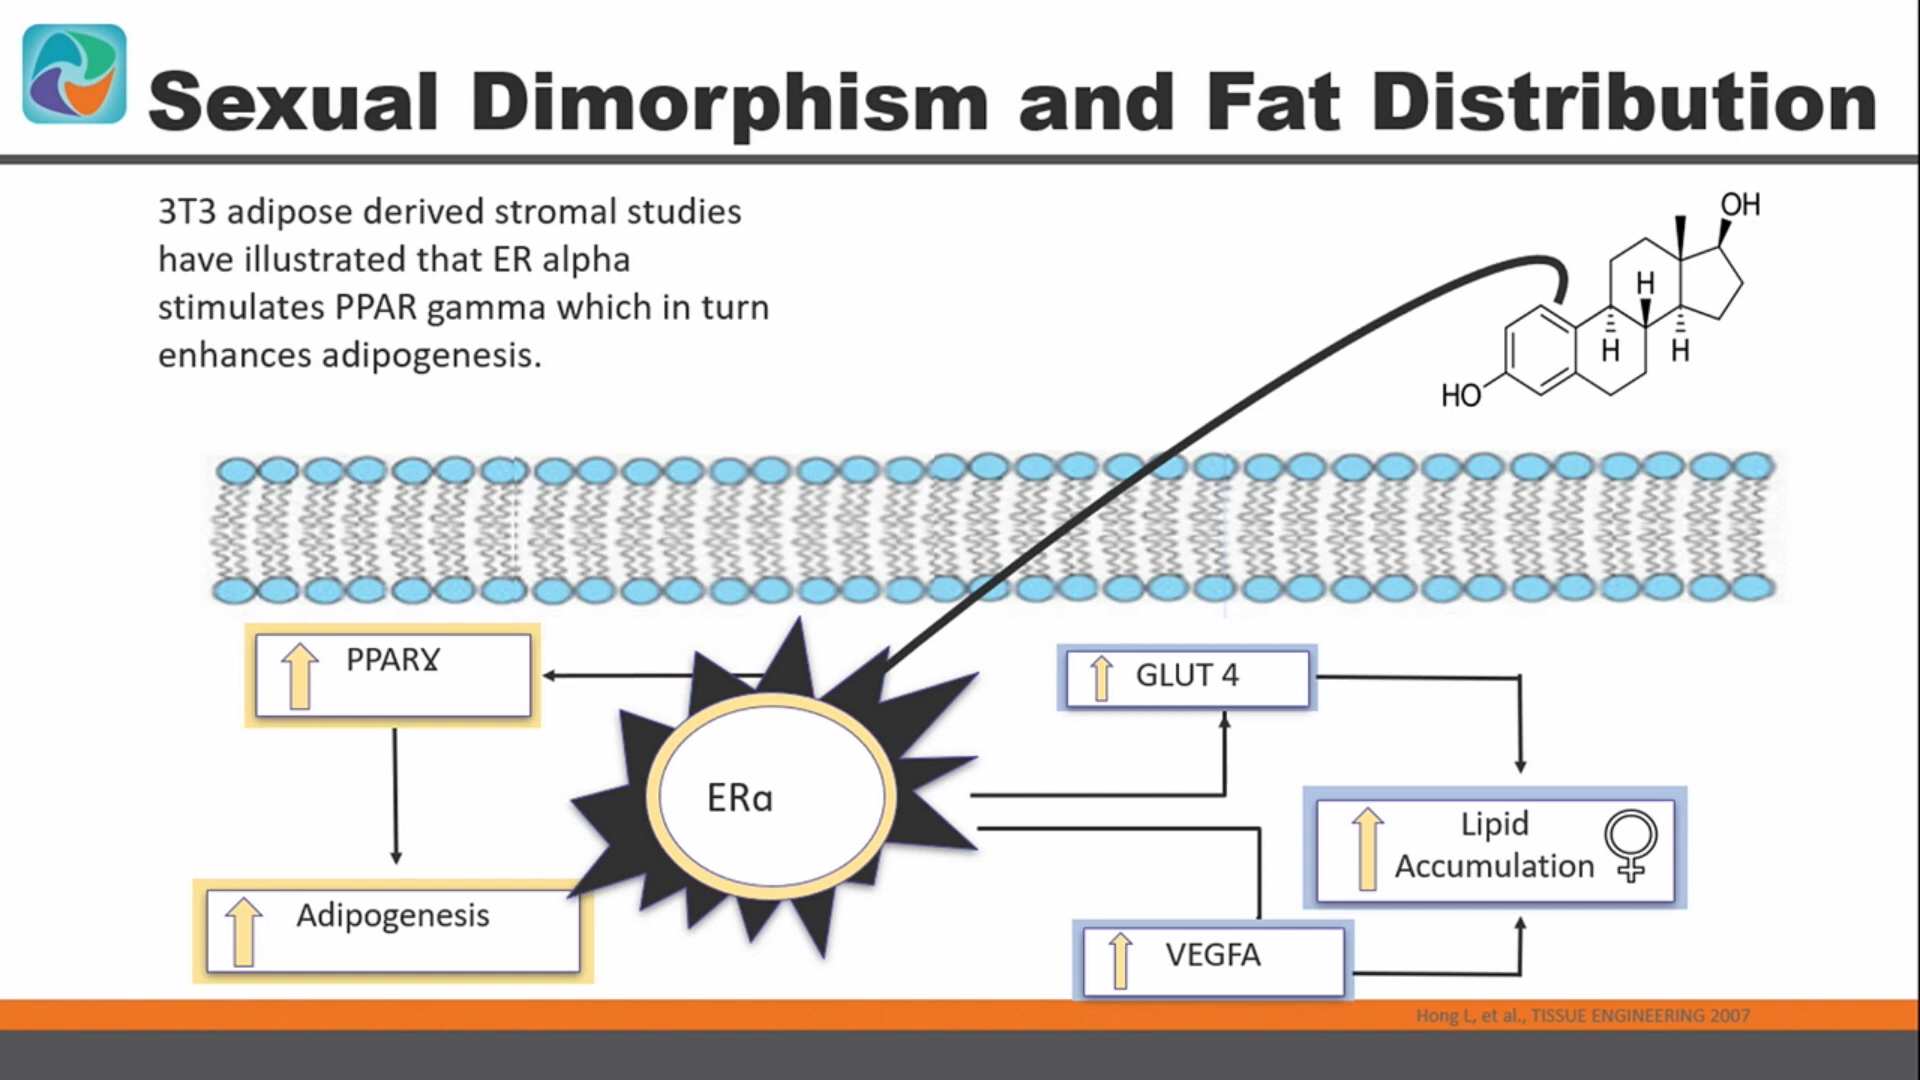 Sexual Dimorphism and Fat Distribution
3T3 adipose derived stromal studies
have illustrated that ER alpha
stimulates PPAR gamma which in turn
enhances adipogenesis.
OH
H
H
H
HO
PPARɣ
GLUT 4
ERα
Lipid
Accumulation
Adipogenesis
VEGFA
Hong L, et al., TISSUE ENGINEERING 2007